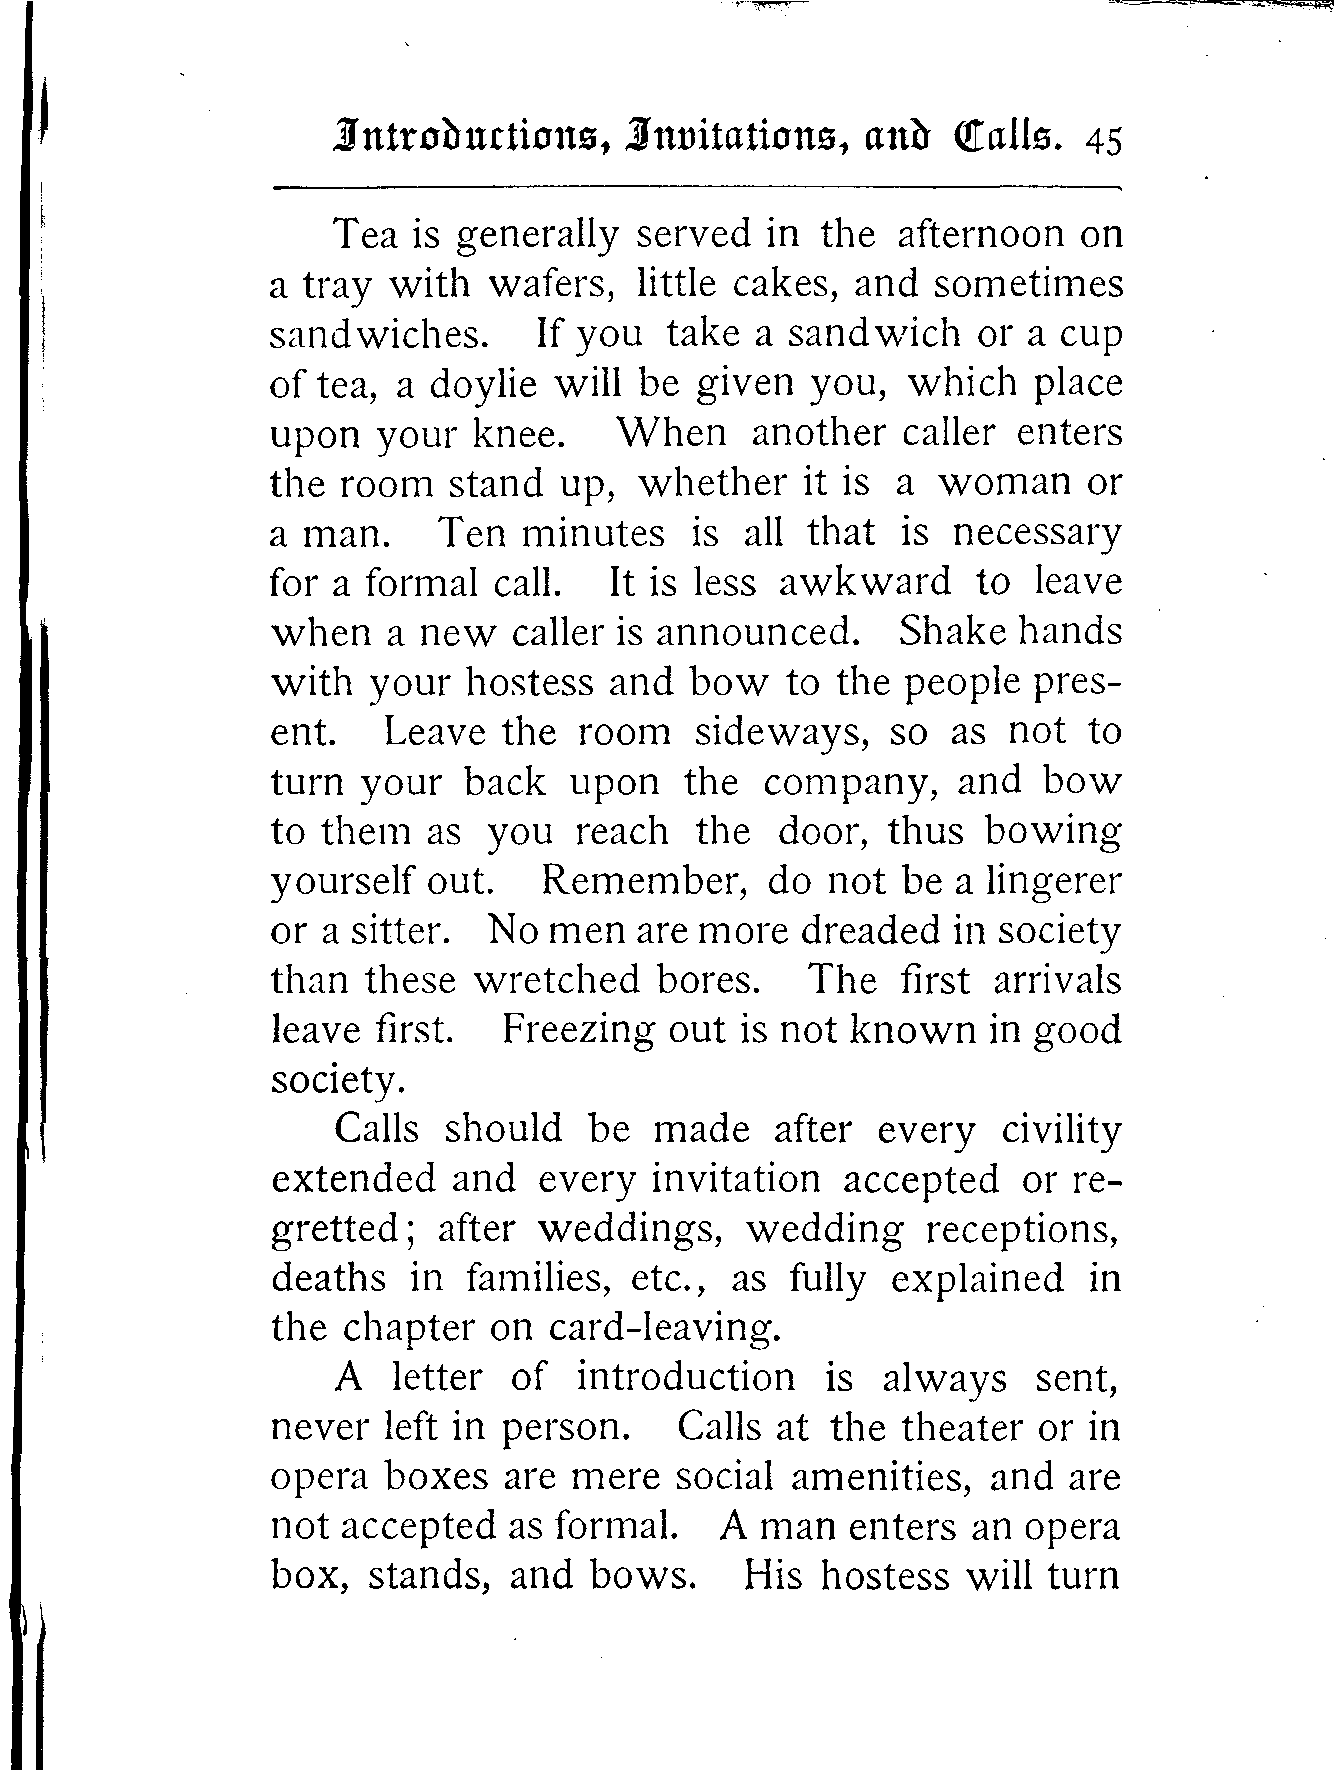 Introductions, Invitations, and Calls. 45
Tea is generally served in the afternoon on
a tray with wafers, little cakes, and sometimes
sandwiches. If you take a sandwich or a cup
of tea, a doylie will be given you, which place
upon your knee. When another caller enters
the room stand up, whether it is a woman or
a man. Ten minutes is all that is necessary
for a formal call. It is less awkward to leave
when a new caller is announced. Shake hands
with your hostess and bow to the people pres-
ent. Leave the room sideways, so as not to
turn your back upon the company, and bow
to them as you reach the door, thus bowing
yourself out. Remember, do not be a lingerer
or a sitter. No men are more dreaded in society
than these wretched bores. The first arrivals
leave first. Freezing out is not known in good
society.
Calls should be made after every civility
extended and every invitation accepted or re-
gretted; after weddings, wedding receptions,
deaths in families, etc., as fully explained in
the chapter on card-leaving.
A letter of introduction is always sent,
never left in person. Calls at the theater or in
opera boxes are mere social amenities, and are
not accepted as formal. A man enters an opera
box, stands, and bows. His hostess will turn